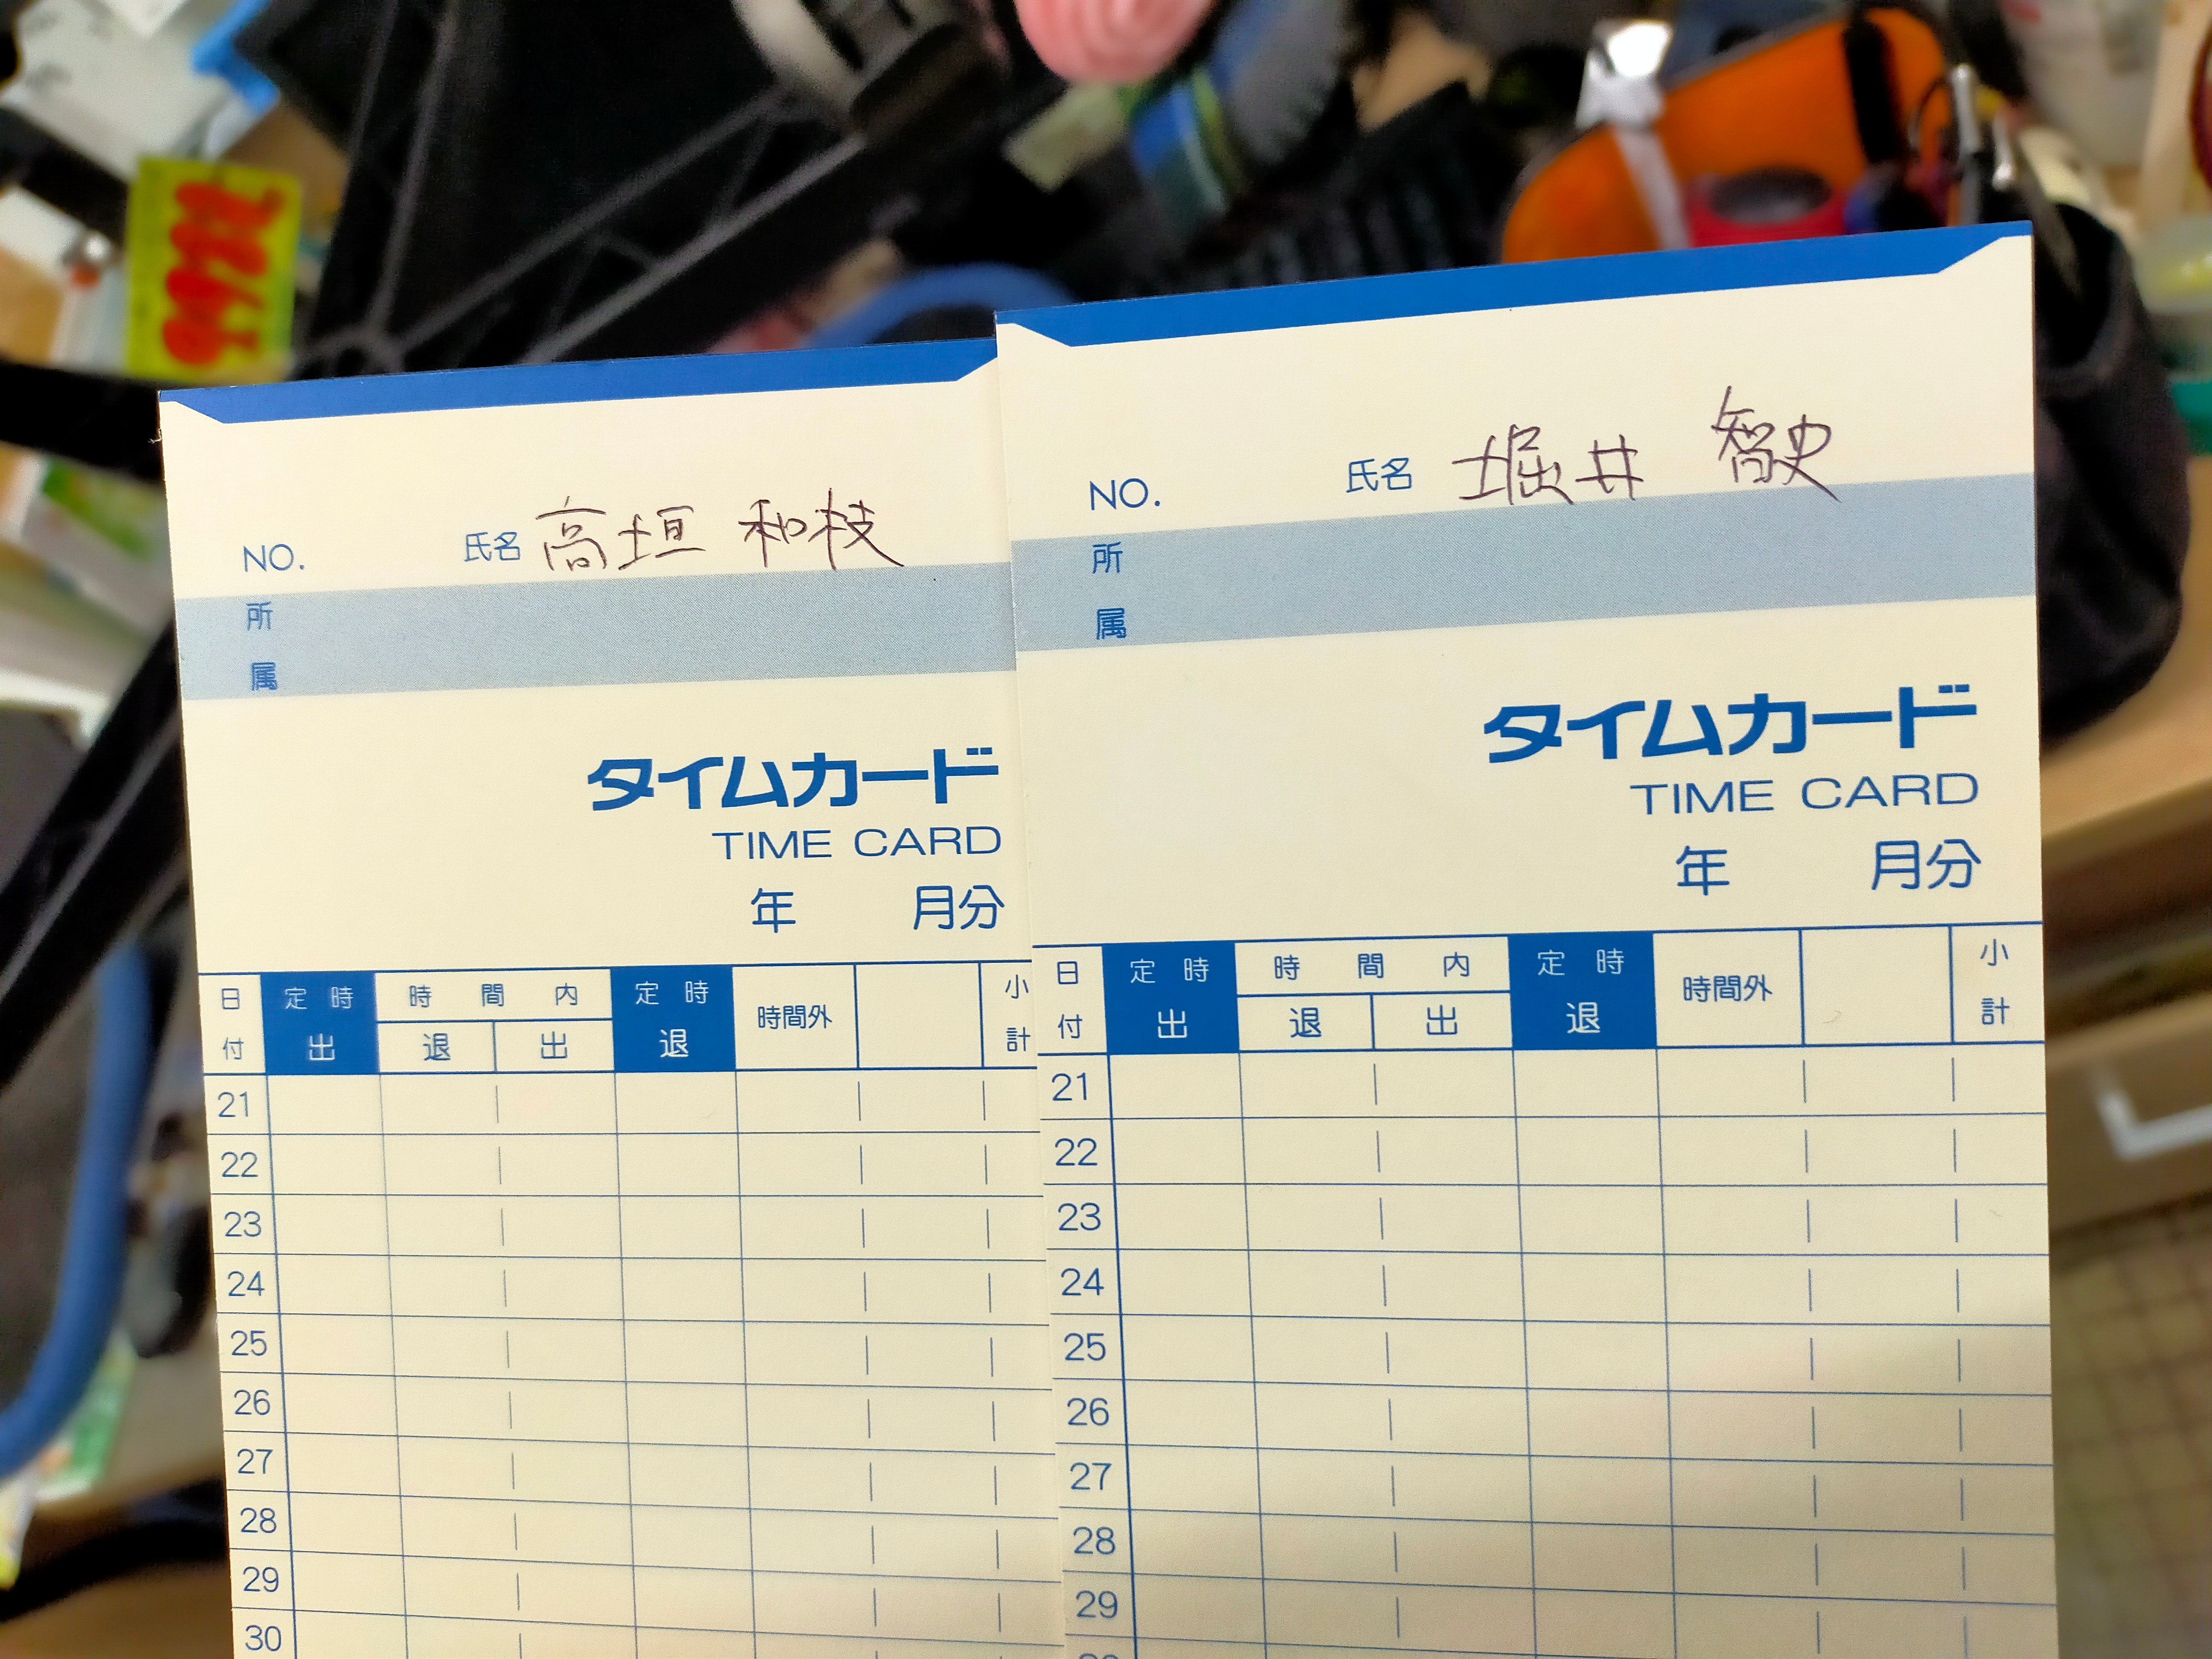 NO. 氏名 高垣 和枝
所
属
タイムカード
TIME CARD
年 月分
日付 定時出 時間内 定時退 時間外 小計
退 出
21
22
23
24
25
26
27
28
29
30
NO. 氏名 堀井 智史
所
属
タイムカード
TIME CARD
年 月分
日付 定時出 時間内 定時退 時間外 小計
退 出
21
22
23
24
25
26
27
28
29